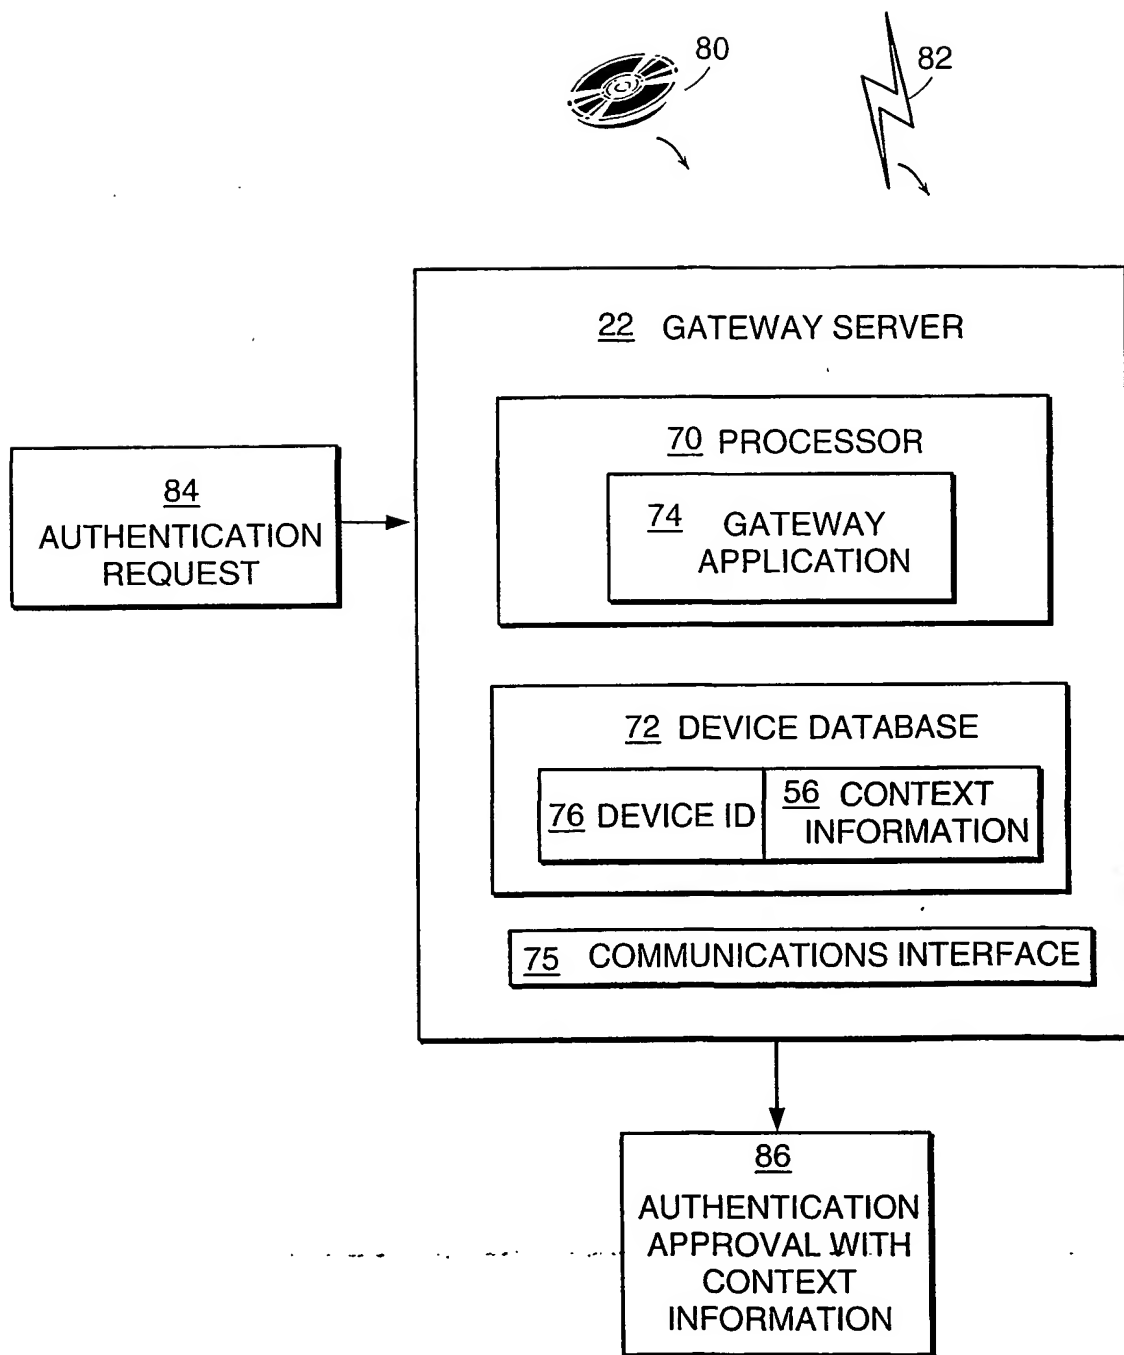 80
82
22 GATEWAY SERVER
70 PROCESSOR
74 GATEWAY
APPLICATION
84
AUTHENTICATION
REQUEST
72 DEVICE DATABASE
76 DEVICE ID
56 CONTEXT
INFORMATION
75 COMMUNICATIONS INTERFACE
86
AUTHENTICATION
APPROVAL WITH
CONTEXT
INFORMATION